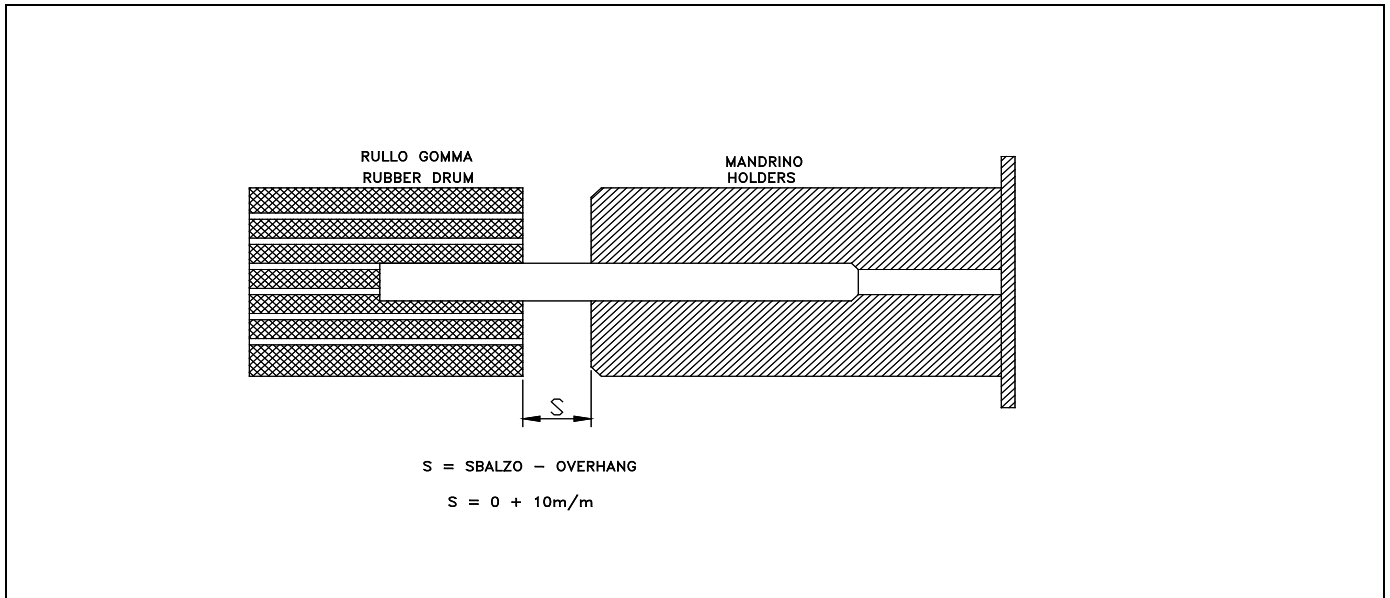 RULLO GOMMA
RUBBER DRUM
MANDRINO
HOLDERS
S
S = SBALZO - OVERHANG
S = 0 + 10m/m